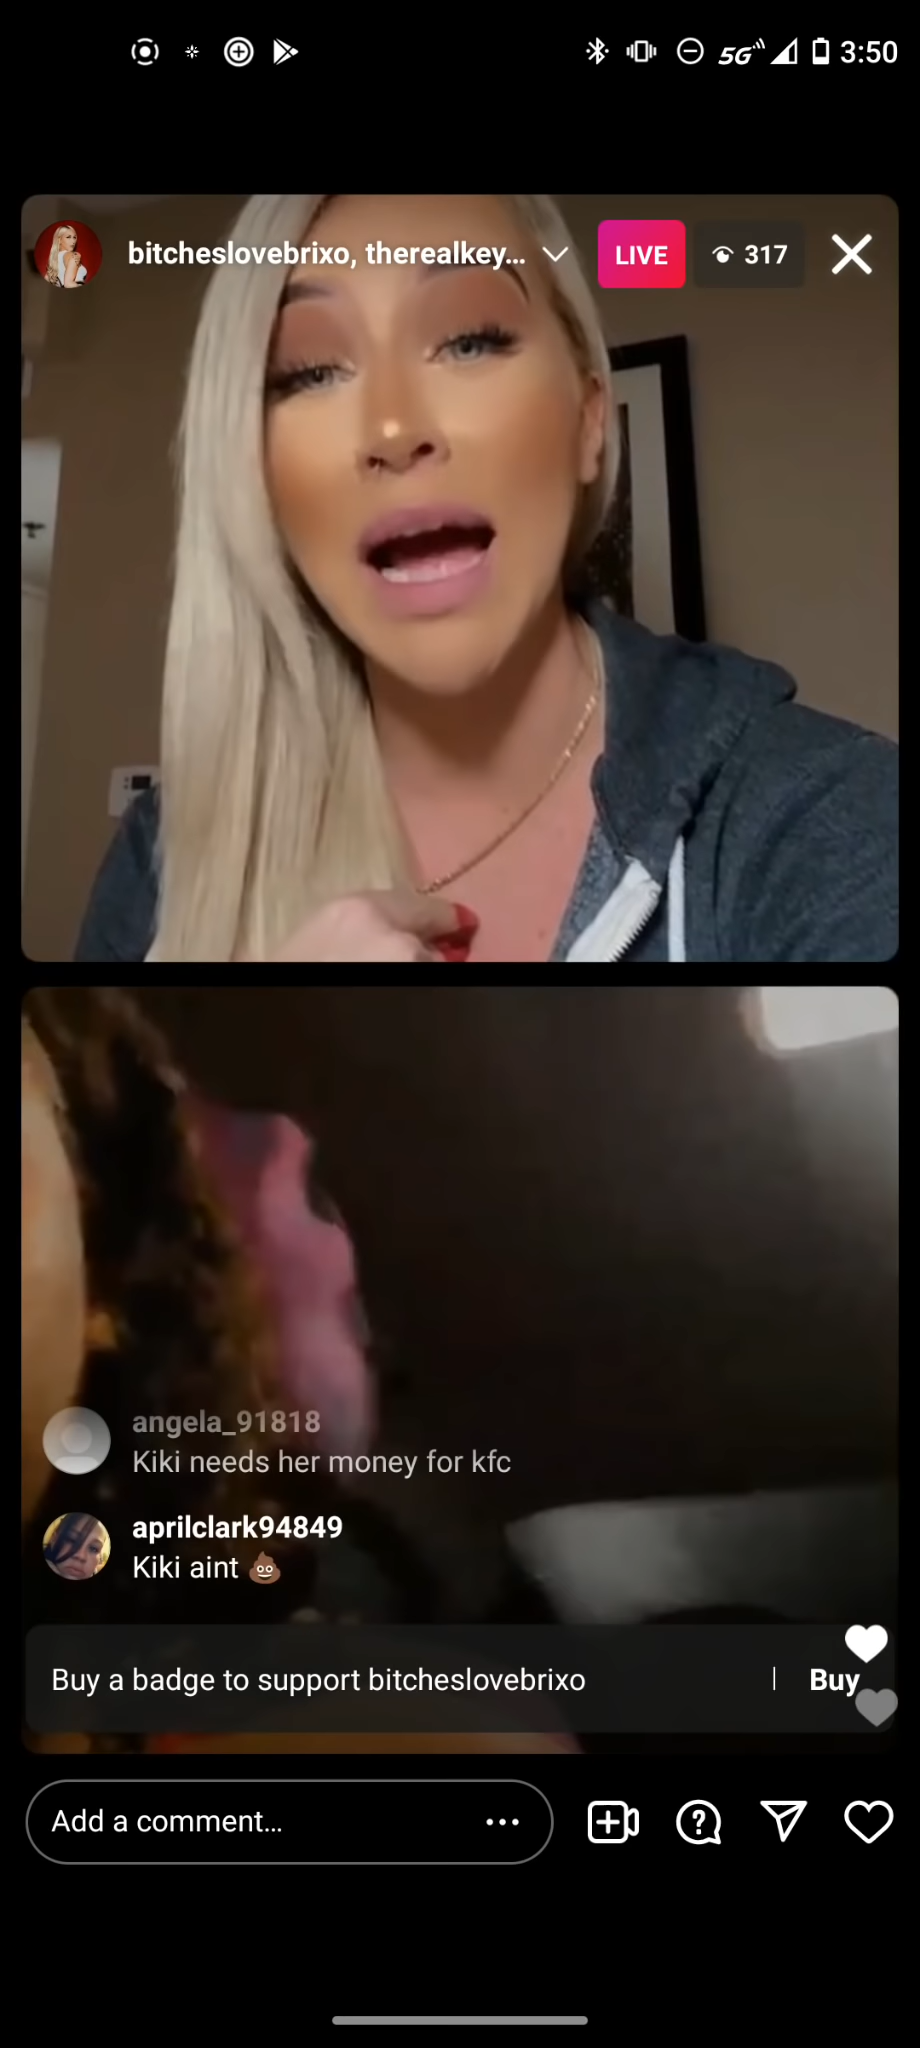 5G 3:50
bitcheslovebrixo, therealkey... LIVE 317
angela_91818
Kiki needs her money for kfc
aprilclark94849
Kiki aint 💩
Buy a badge to support bitcheslovebrixo | Buy
Add a comment...